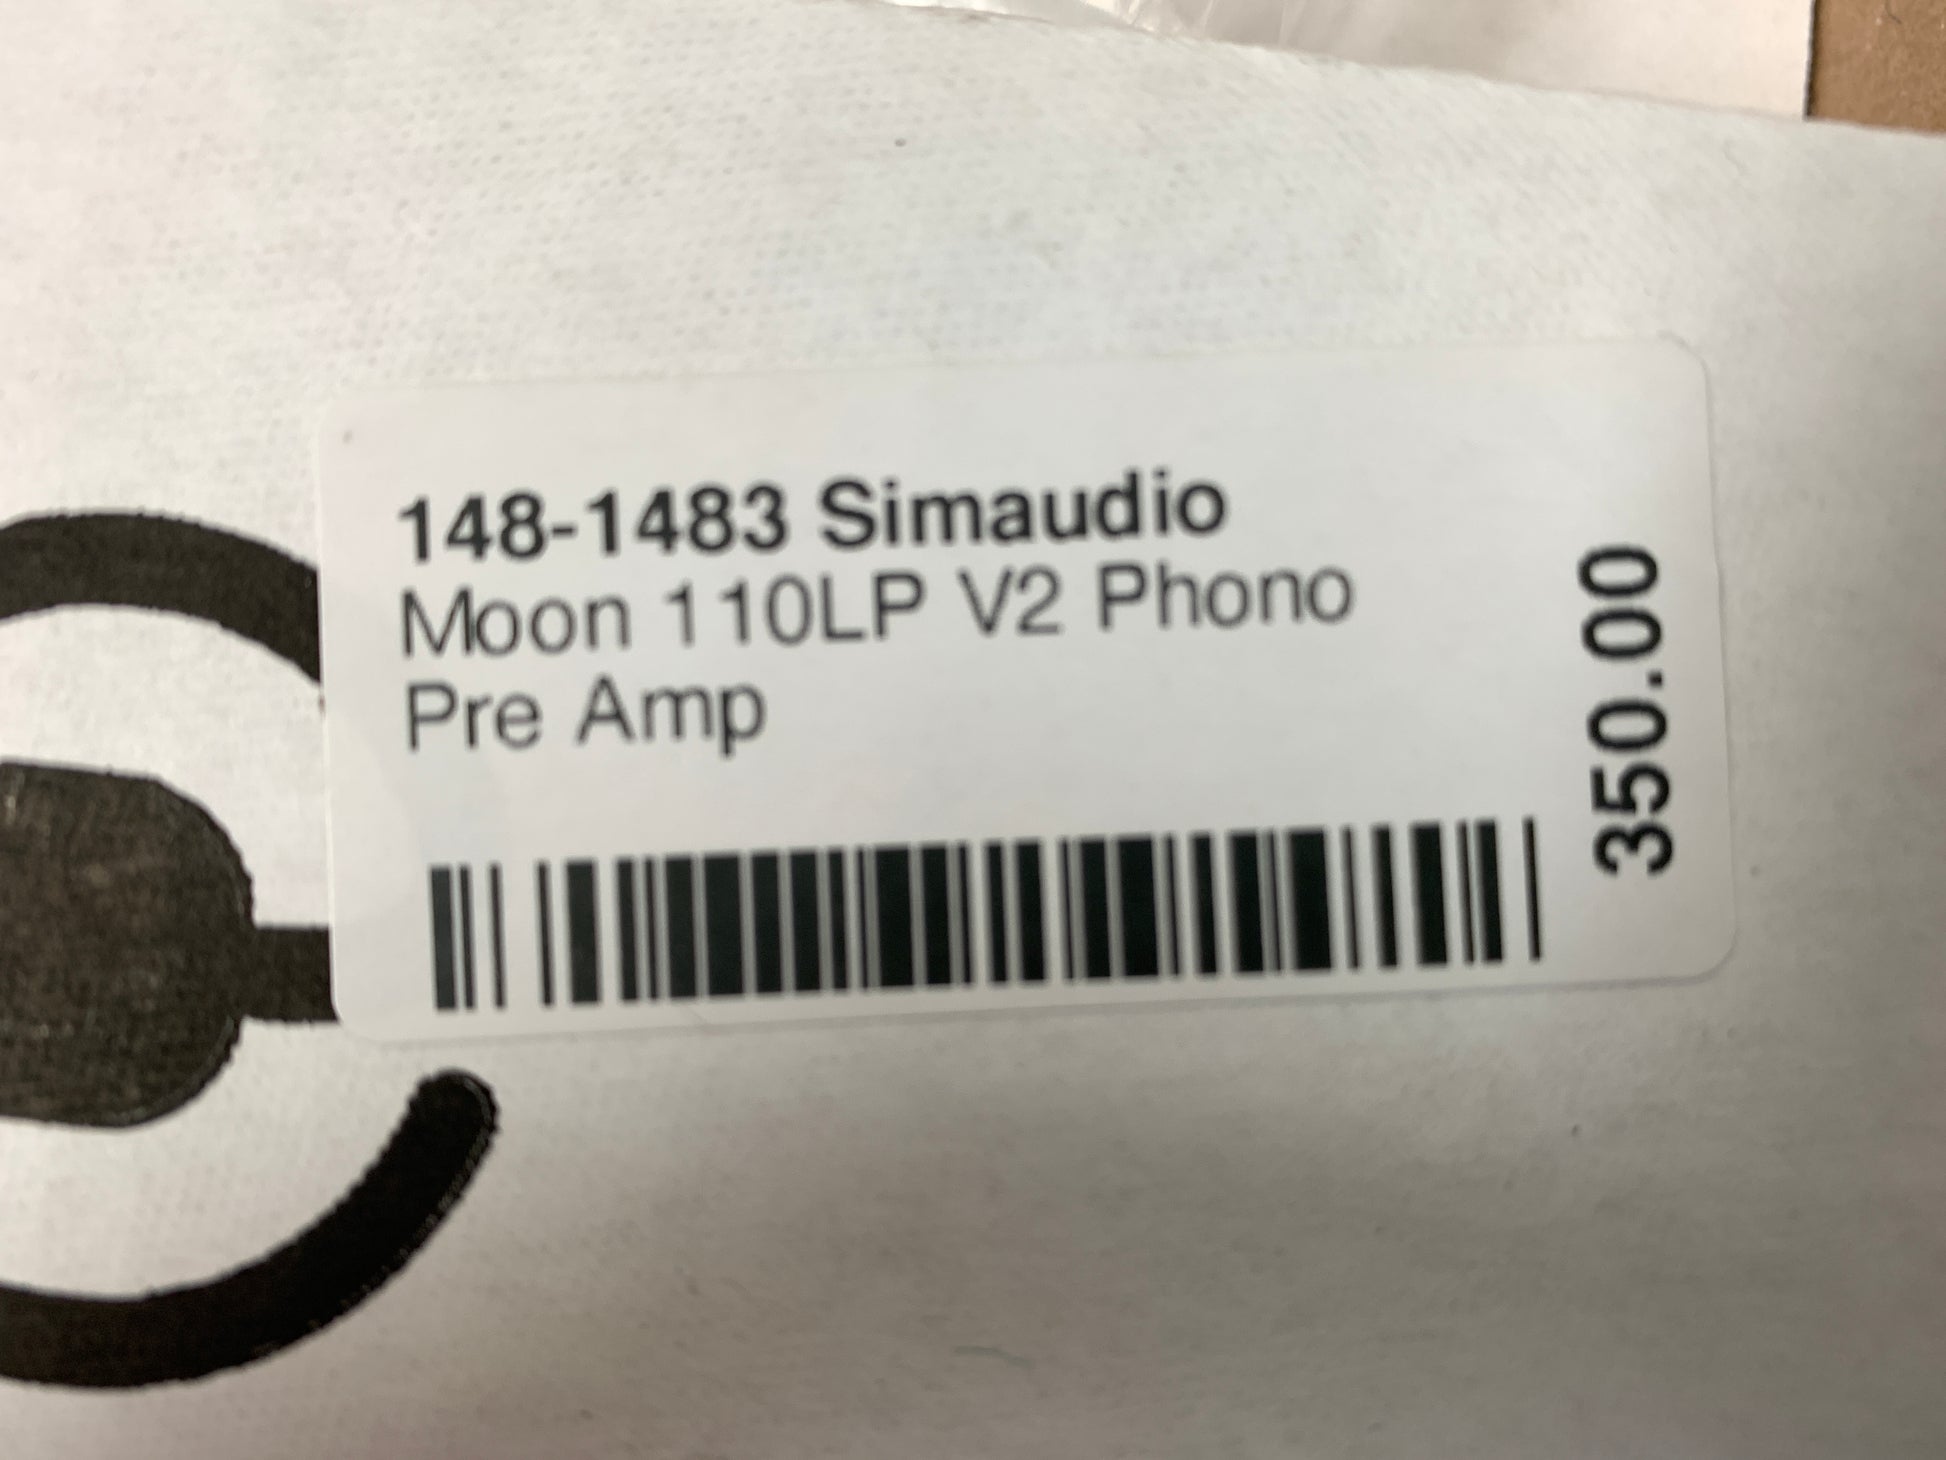 148-1483 Simaudio
Moon 110LP V2 Phono
Pre Amp
350.00